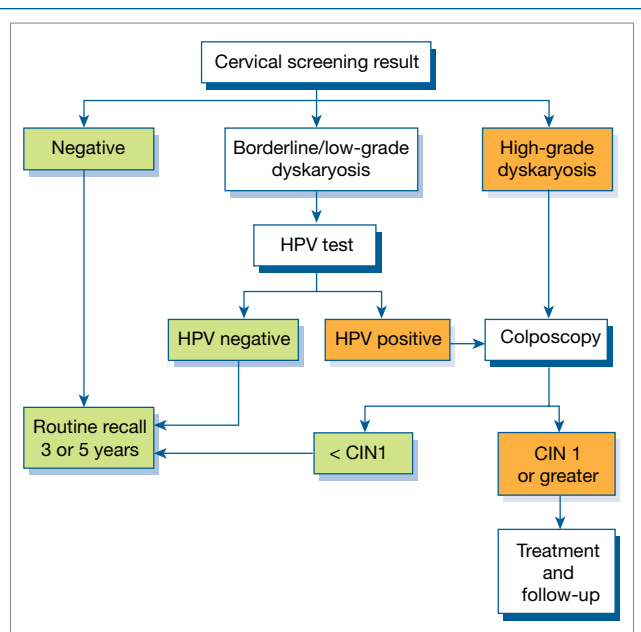 Cervical screening result
Negative
Borderline/low-grade
dyskaryosis
High-grade
dyskaryosis
HPV test
HPV negative
HPV positive
Colposcopy
Routine recall
3 or 5 years
< CIN1
CIN 1
or greater
Treatment
and
follow-up